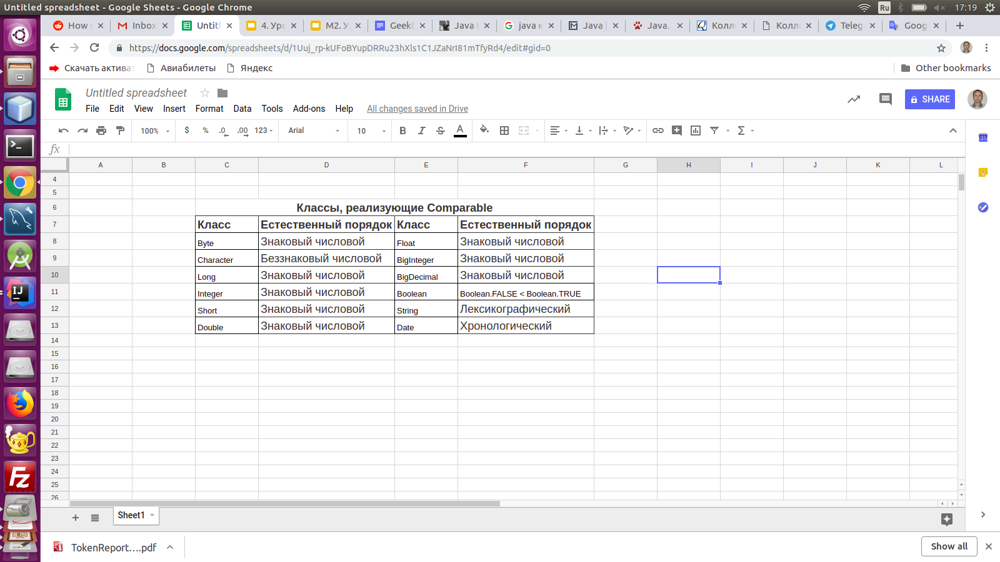 Untitled spreadsheet - Google Sheets - Google Chrome
Ru
17:19
How
Inbox
Untitl
4. Урс
M2. У
Geekt
Java
java к
Java
Java.
Колл
Колл
Teleg
Goog
https://docs.google.com/spreadsheets/d/1Uuj_rp-kUFoBYupDRRu23hXls1C1JZaNrI81mTfyRd4/edit#gid=0
Скачать активат
Авиабилеты
Яндекс
Other bookmarks
Untitled spreadsheet
File Edit View Insert Format Data Tools Add-ons Help All changes saved in Drive
SHARE
100% $ % .0 .00 123 Arial 10 B I S A
fx
A B C D E F G H I J K L
4
5
6 Классы, реализующие Comparable
7 Класс Естественный порядок Класс Естественный порядок
8 Byte Знаковый числовой Float Знаковый числовой
9 Character Беззнаковый числовой BigInteger Знаковый числовой
10 Long Знаковый числовой BigDecimal Знаковый числовой
11 Integer Знаковый числовой Boolean Boolean.FALSE < Boolean.TRUE
12 Short Знаковый числовой String Лексикографический
13 Double Знаковый числовой Date Хронологический
14
15
16
17
18
19
20
21
22
23
24
25
26
Sheet1
TokenReport....pdf
Show all